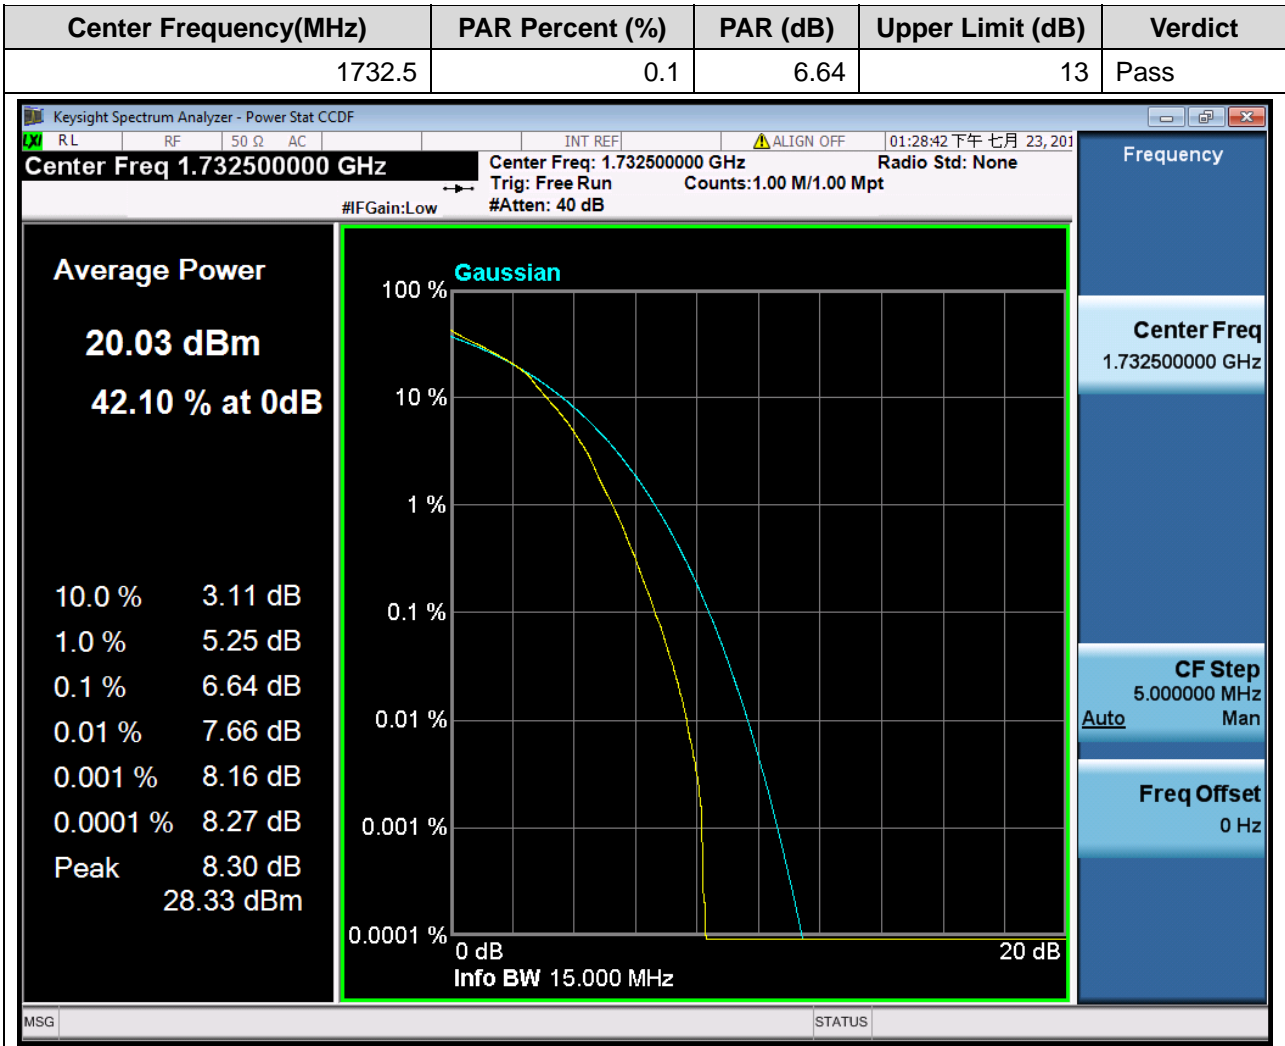 Center Frequency(MHz) PAR Percent (%) PAR (dB) Upper Limit (dB) Verdict
1732.5 0.1 6.64 13 Pass
Keysight Spectrum Analyzer - Power Stat CCDF
LXI RL RF 50 Ω AC INT REF ALIGN OFF 01:28:42 下午 七月 23, 201
Center Freq 1.732500000 GHz
Center Freq: 1.732500000 GHz Radio Std: None
Trig: Free Run Counts:1.00 M/1.00 Mpt
#IFGain:Low #Atten: 40 dB
Average Power
20.03 dBm
42.10 % at 0dB
10.0 % 3.11 dB
1.0 % 5.25 dB
0.1 % 6.64 dB
0.01 % 7.66 dB
0.001 % 8.16 dB
0.0001 % 8.27 dB
Peak 8.30 dB
28.33 dBm
Gaussian
100 %
10 %
1 %
0.1 %
0.01 %
0.001 %
0.0001 %
0 dB 20 dB
Info BW 15.000 MHz
Frequency
Center Freq
1.732500000 GHz
CF Step
5.000000 MHz
Auto Man
Freq Offset
0 Hz
MSG STATUS